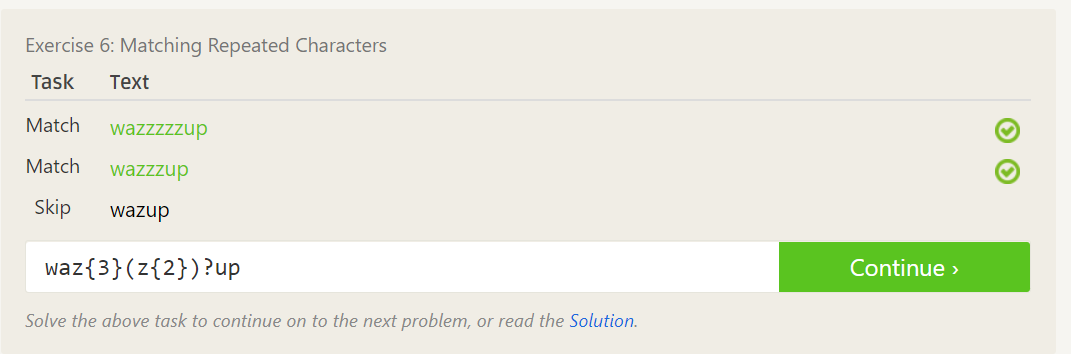 Exercise 6: Matching Repeated Characters
Task Text
Match wazzzzzup
Match wazzzup
Skip wazup
waz{3}(z{2})?up Continue ›
Solve the above task to continue on to the next problem, or read the Solution.